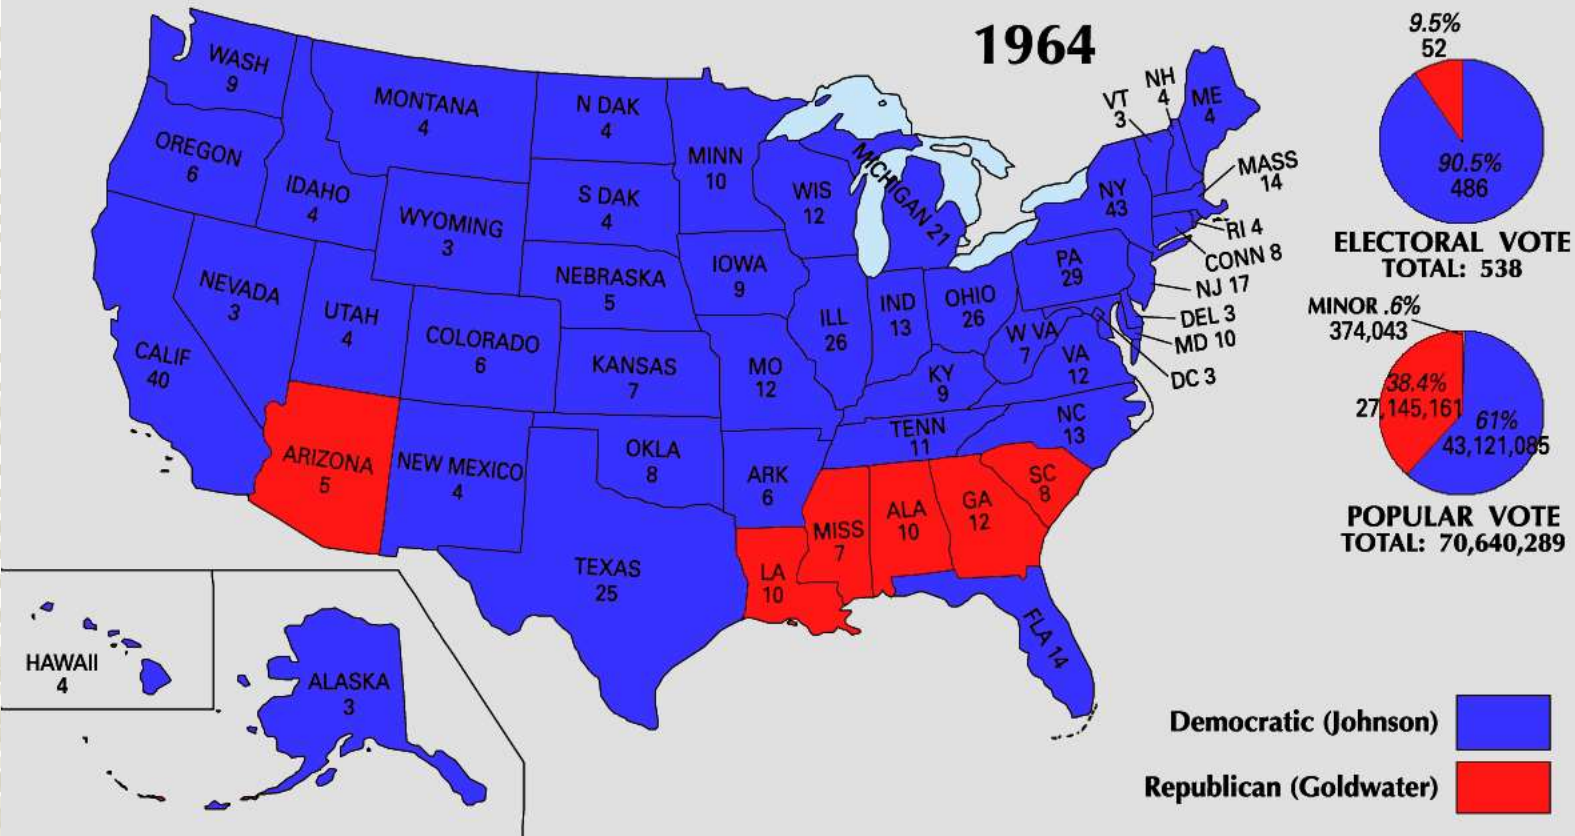 1964
WASH
9
OREGON
6
CALIF
40
IDAHO
4
NEVADA
3
MONTANA
4
WYOMING
3
UTAH
4
COLORADO
6
ARIZONA
5
NEW MEXICO
4
N DAK
4
S DAK
4
NEBRASKA
5
KANSAS
7
OKLA
8
TEXAS
25
MINN
10
IOWA
9
MO
12
ARK
6
LA
10
WIS
12
ILL
26
MICHIGAN 21
IND
13
OHIO
26
KY
9
TENN
11
MISS
7
ALA
10
GA
12
FLA 14
SC
8
NC
13
VA
12
W VA
7
PA
29
NY
43
VT
3
NH
4
ME
4
MASS
14
RI 4
CONN 8
NJ 17
DEL 3
MD 10
DC 3
HAWAII
4
ALASKA
3
9.5%
52
90.5%
486
ELECTORAL VOTE
TOTAL: 538
MINOR .6%
374,043
38.4%
27,145,161
61%
43,121,085
POPULAR VOTE
TOTAL: 70,640,289
Democratic (Johnson)
Republican (Goldwater)